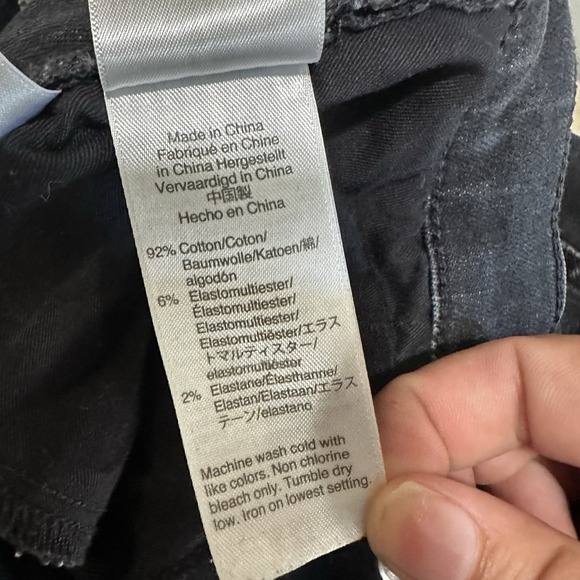 Made in China
Fabriqué en Chine
in China Hergestellt
Vervaardigd in China
中国製
Hecho en China
92% Cotton/Coton/
Baumwolle/Katoen/綿/
algodón
6% Elastomultiester/
Élastomultiester/
Elastomultiester/
Elastomultiëster/エラス
トマルティスター/
elastomultiéster
2% Elastane/Élasthanne/
Elastan/Elastaan/エラス
テーン/elastano
Machine wash cold with
like colors. Non chlorine
bleach only. Tumble dry
low. Iron on lowest setting.